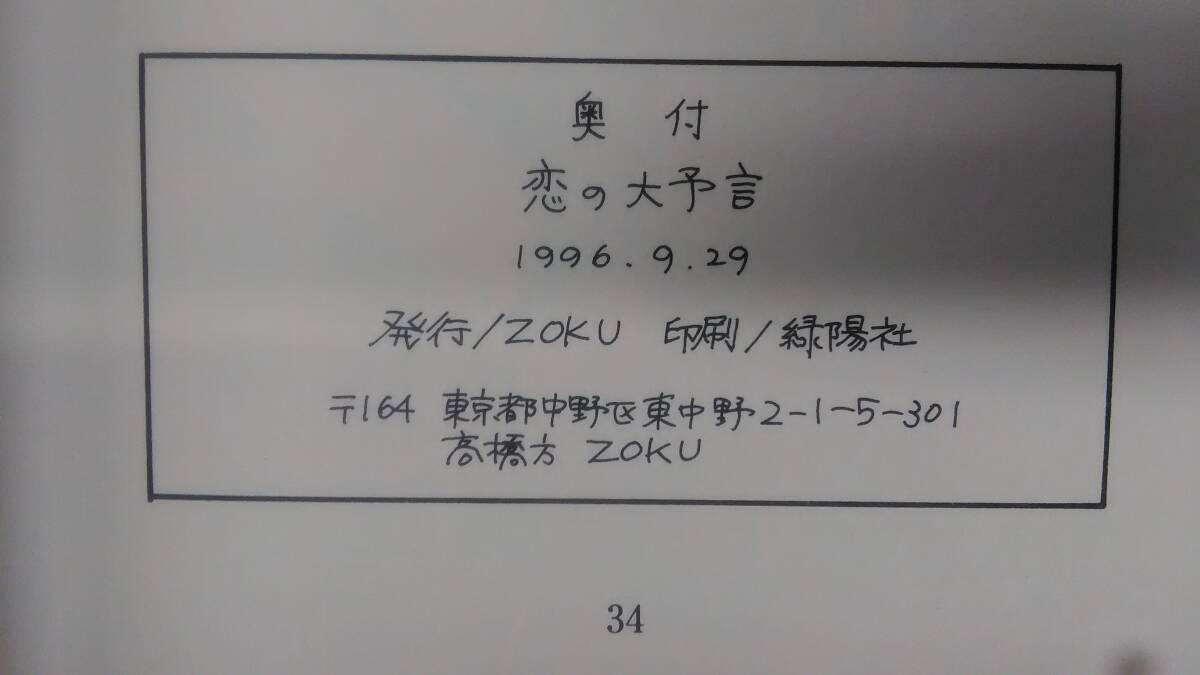 奥付
恋の大予言
1996.9.29
発行/ZOKU 印刷/緑陽社
〒164 東京都中野区東中野2-1-5-301
高橋方 ZOKU
34